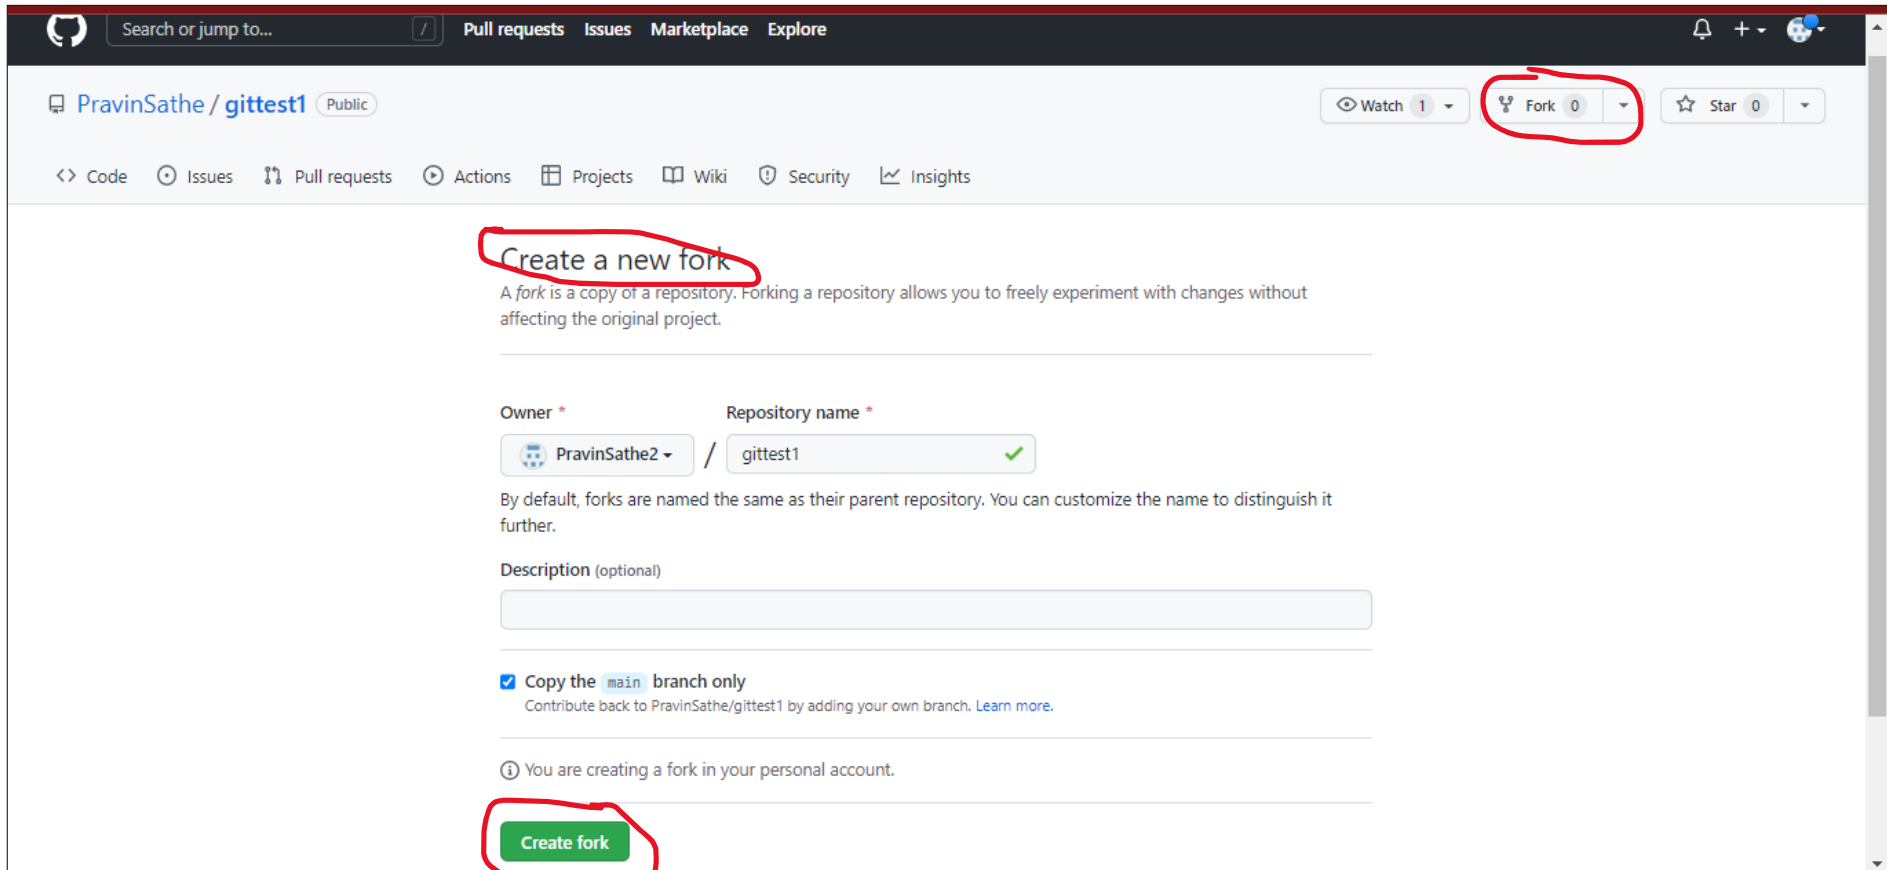 Search or jump to... / Pull requests Issues Marketplace Explore
PravinSathe / gittest1 Public Watch 1 Fork 0 Star 0
<> Code Issues Pull requests Actions Projects Wiki Security Insights
Create a new fork
A fork is a copy of a repository. Forking a repository allows you to freely experiment with changes without
affecting the original project.
Owner * Repository name *
PravinSathe2 / gittest1
By default, forks are named the same as their parent repository. You can customize the name to distinguish it
further.
Description (optional)
Copy the main branch only
Contribute back to PravinSathe/gittest1 by adding your own branch. Learn more.
You are creating a fork in your personal account.
Create fork